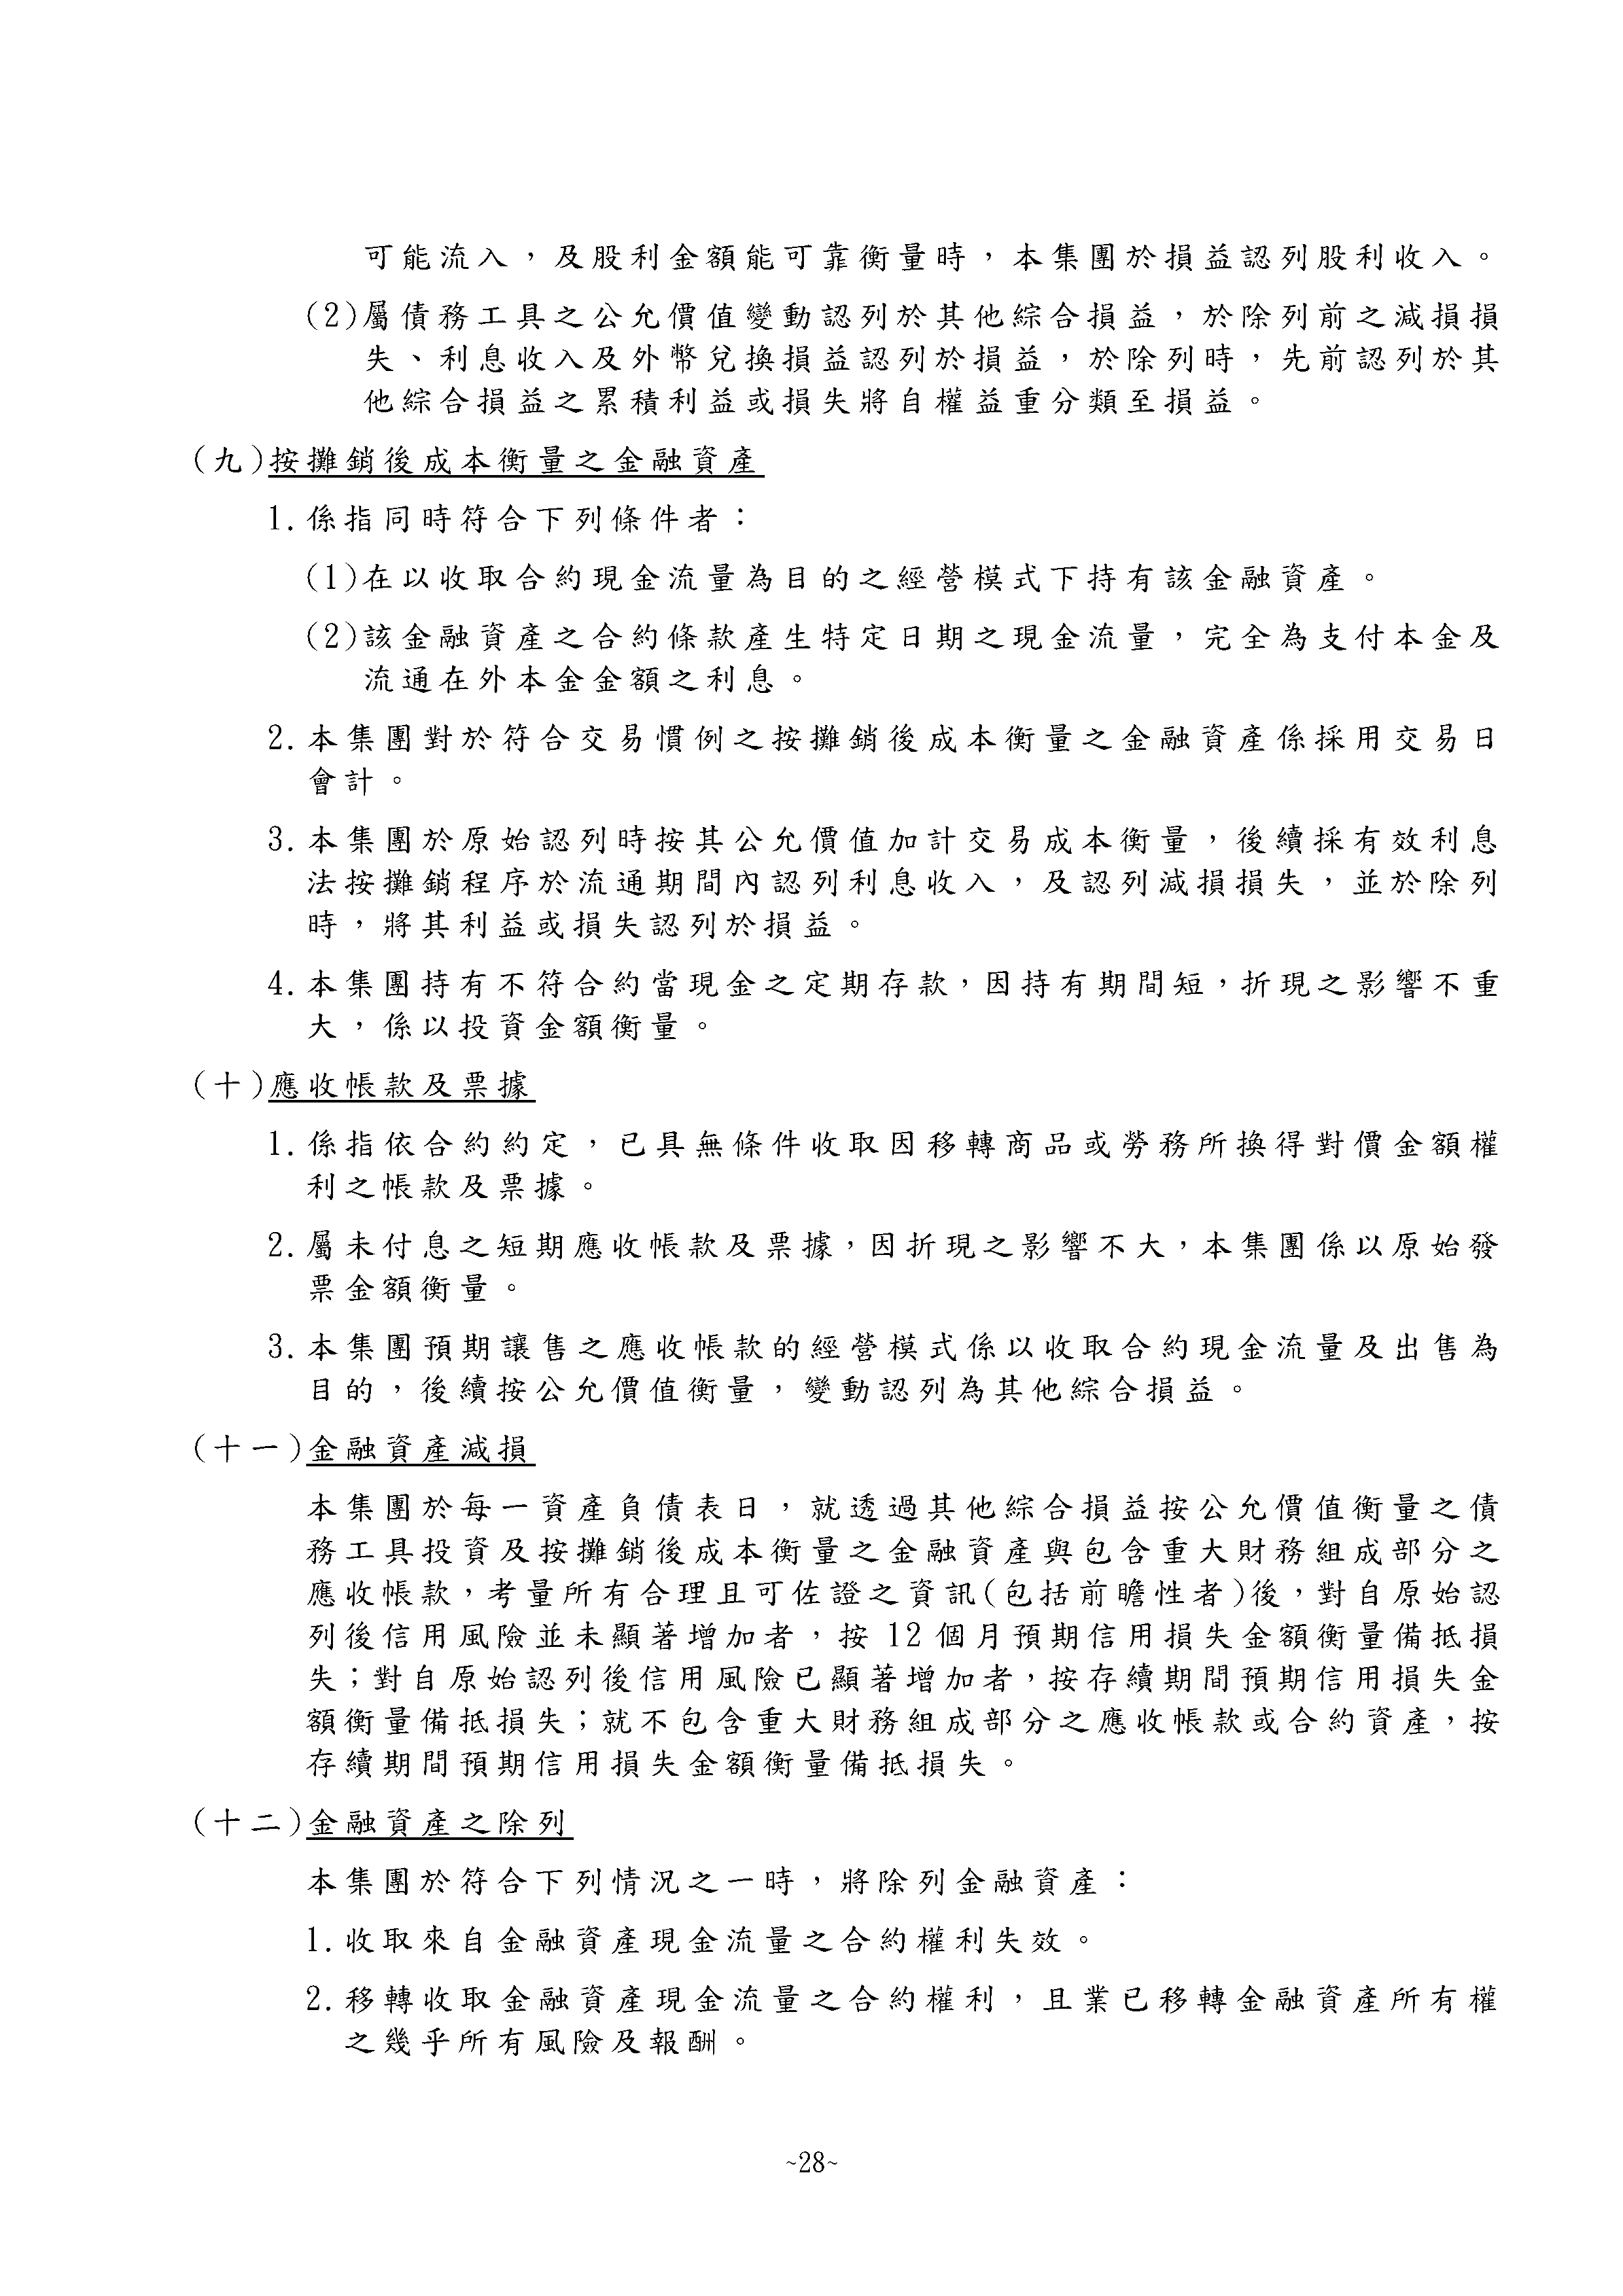 可能流入，及股利金額能可靠衡量時，本集團於損益認列股利收入。
(2)屬債務工具之公允價值變動認列於其他綜合損益，於除列前之減損損
失、利息收入及外幣兌換損益認列於損益，於除列時，先前認列於其
他綜合損益之累積利益或損失將自權益重分類至損益。
(九)按攤銷後成本衡量之金融資產
1.係指同時符合下列條件者：
(1)在以收取合約現金流量為目的之經營模式下持有該金融資產。
(2)該金融資產之合約條款產生特定日期之現金流量，完全為支付本金及
流通在外本金金額之利息。
2.本集團對於符合交易慣例之按攤銷後成本衡量之金融資產係採用交易日
會計。
3.本集團於原始認列時按其公允價值加計交易成本衡量，後續採有效利息
法按攤銷程序於流通期間內認列利息收入，及認列減損損失，並於除列
時，將其利益或損失認列於損益。
4.本集團持有不符合約當現金之定期存款，因持有期間短，折現之影響不重
大，係以投資金額衡量。
(十)應收帳款及票據
1.係指依合約約定，已具無條件收取因移轉商品或勞務所換得對價金額權
利之帳款及票據。
2.屬未付息之短期應收帳款及票據，因折現之影響不大，本集團係以原始發
票金額衡量。
3.本集團預期讓售之應收帳款的經營模式係以收取合約現金流量及出售為
目的，後續按公允價值衡量，變動認列為其他綜合損益。
(十一)金融資產減損
本集團於每一資產負債表日，就透過其他綜合損益按公允價值衡量之債
務工具投資及按攤銷後成本衡量之金融資產與包含重大財務組成部分之
應收帳款，考量所有合理且可佐證之資訊(包括前瞻性者)後，對自原始認
列後信用風險並未顯著增加者，按 12 個月預期信用損失金額衡量備抵損
失；對自原始認列後信用風險已顯著增加者，按存續期間預期信用損失金
額衡量備抵損失；就不包含重大財務組成部分之應收帳款或合約資產，按
存續期間預期信用損失金額衡量備抵損失。
(十二)金融資產之除列
本集團於符合下列情況之一時，將除列金融資產：
1.收取來自金融資產現金流量之合約權利失效。
2.移轉收取金融資產現金流量之合約權利，且業已移轉金融資產所有權
之幾乎所有風險及報酬。
~28~